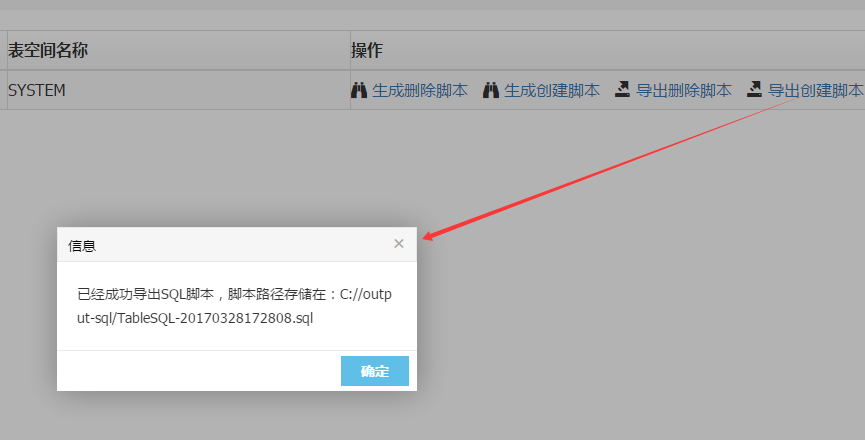 表空间名称 操作
SYSTEM 生成删除脚本 生成创建脚本 导出删除脚本 导出创建脚本
信息 ×
已经成功导出SQL脚本，脚本路径存储在：C://outp
ut-sql/TableSQL-20170328172808.sql
确定